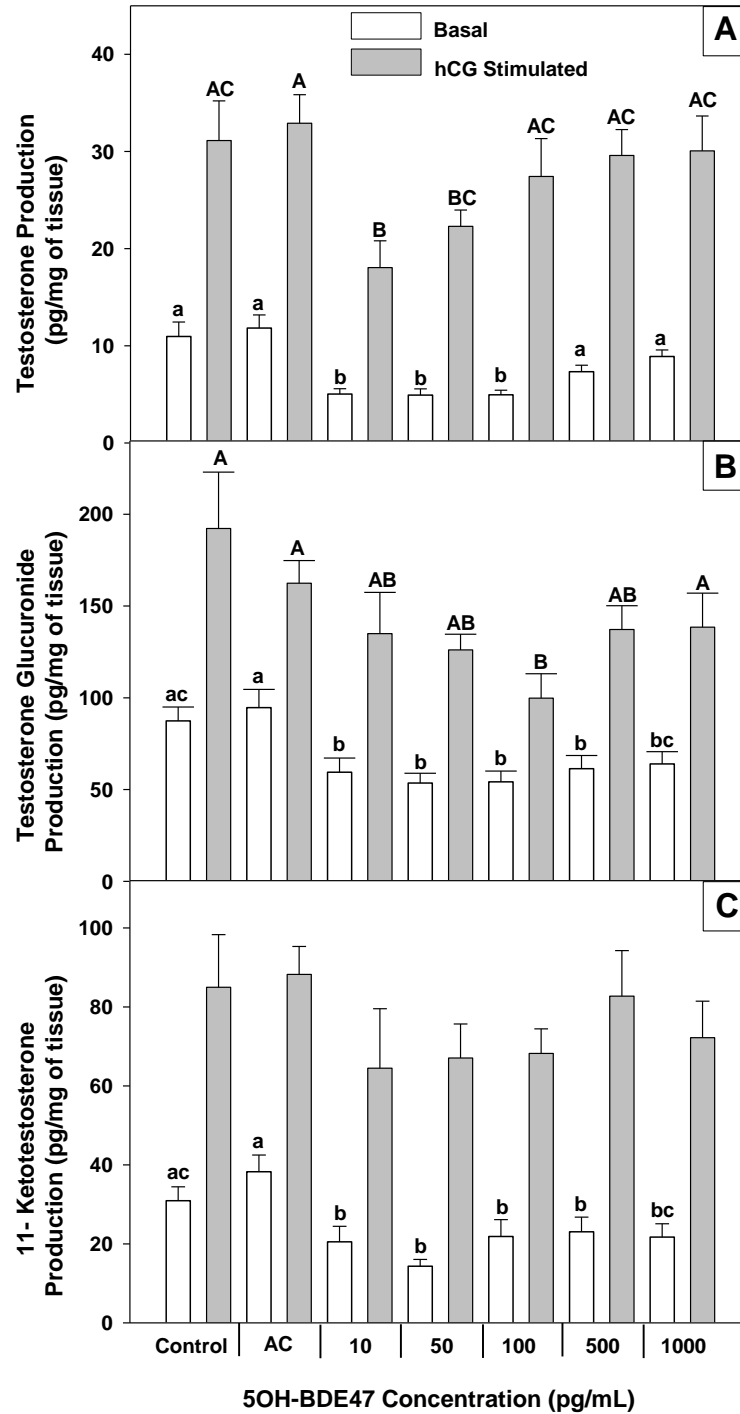 A
Basal
hCG Stimulated
Testosterone Production
(pg/mg of tissue)
40
30
20
10
0
AC
A
B
BC
AC
AC
AC
a
a
b
b
b
a
a
B
Testosterone Glucuronide
Production (pg/mg of tissue)
200
150
100
50
0
A
A
AB
AB
B
AB
A
ac
a
b
b
b
b
bc
C
11- Ketotestosterone
Production (pg/mg of tissue)
100
80
60
40
20
0
ac
a
b
b
b
b
bc
Control AC 10 50 100 500 1000
5OH-BDE47 Concentration (pg/mL)